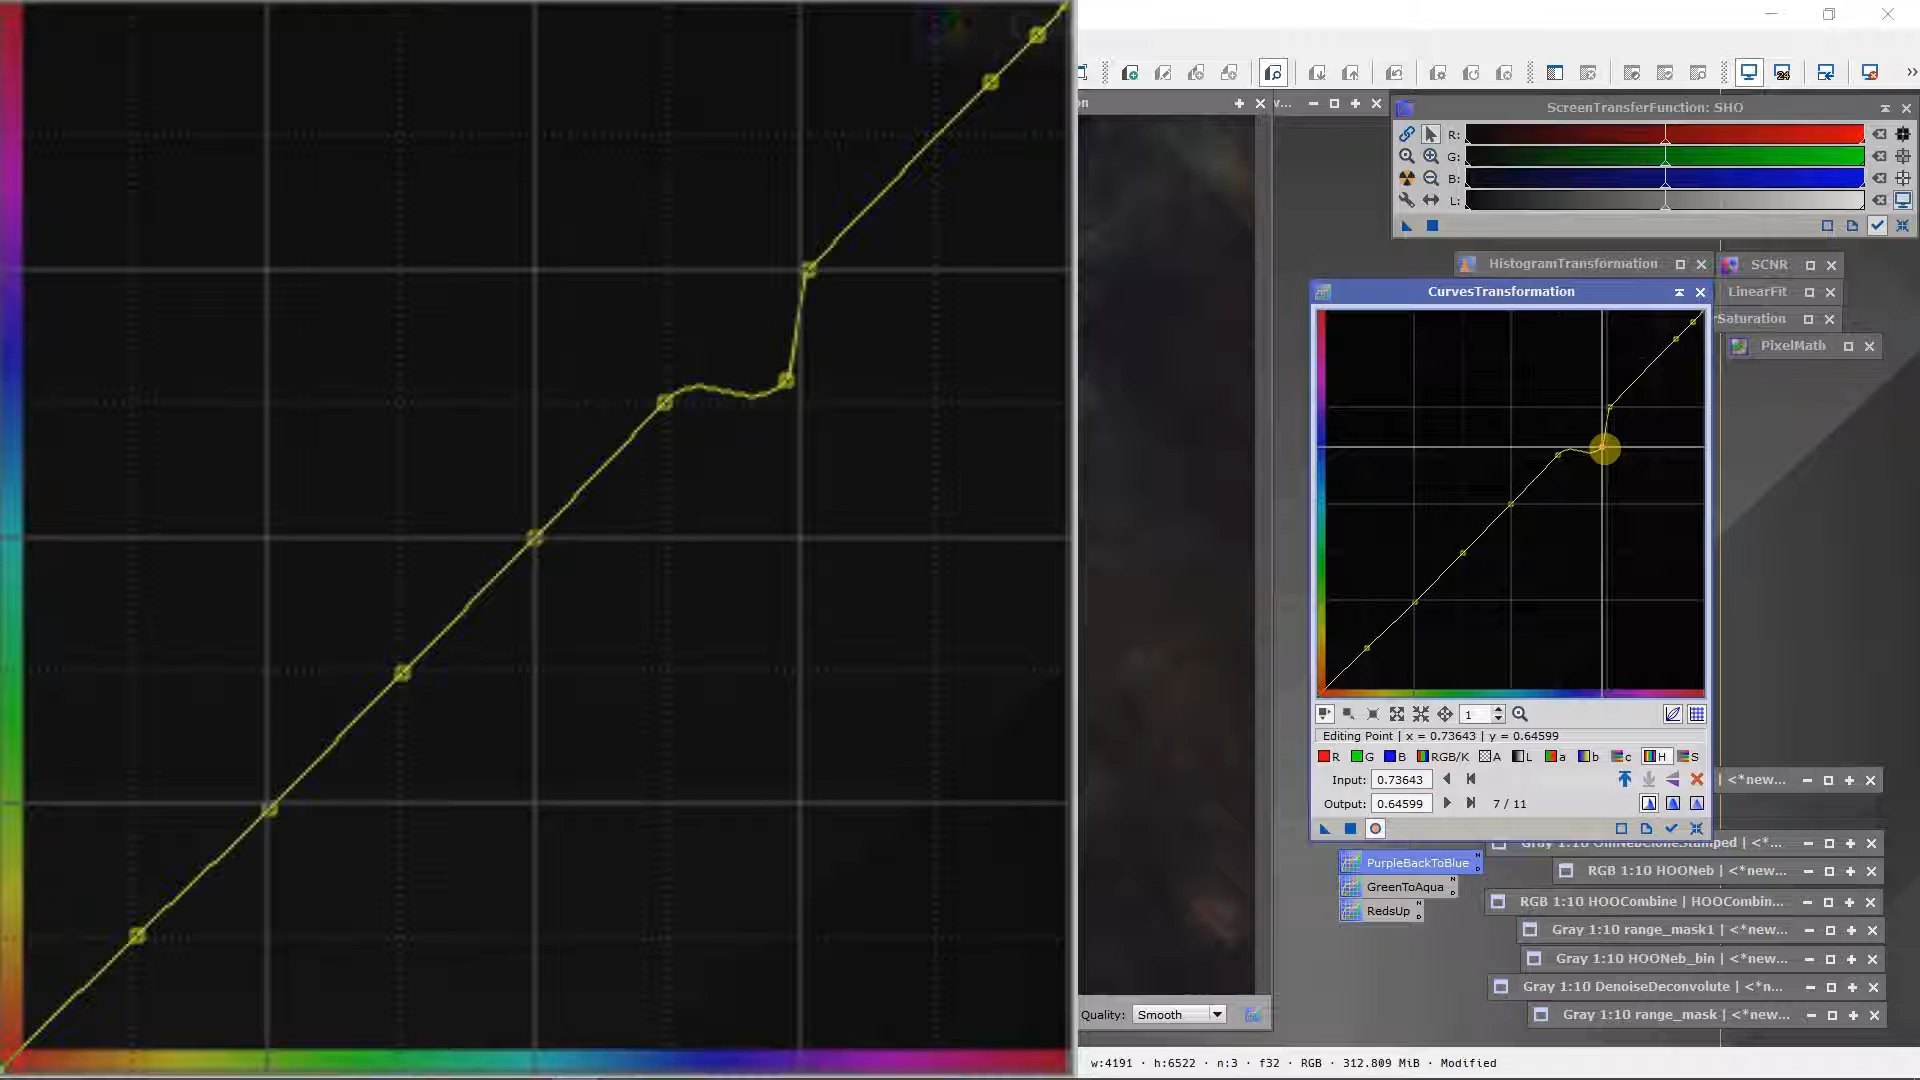 on
v...
ScreenTransferFunction: SHO
R:
G:
B:
L:
HistogramTransformation
SCNR
CurvesTransformation
LinearFit
Saturation
PixelMath
1
Editing Point | x = 0.73643 | y = 0.64599
R G B RGB/K A L a b c H S
Input: 0.73643
| <*new...
Output: 0.64599
7 / 11
PurpleBackToBlue N D
GreenToAqua N D
RedsUp N D
| <*...
RGB 1:10 HOONeb | <*new...
RGB 1:10 HOOCombine | HOOCombin...
Gray 1:10 range_mask1 | <*new...
Gray 1:10 HOONeb_bin | <*new...
Gray 1:10 DenoiseDeconvolute | <*n...
Gray 1:10 range_mask | <*new...
Quality: Smooth
w:4191 · h:6522 · n:3 · f32 · RGB · 312.809 MiB · Modified